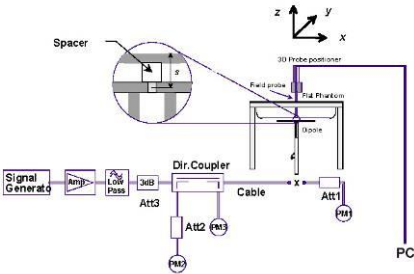 z
y
x
Spacer
s
3D Probe positioner
Field probe
Flat Phantom
Dipole
Signal
Generato
Amp
Low
Pass
3dB
Att3
Dir.Coupler
Cable
x
Att1
PM1
Att2
PM3
PM2
PC